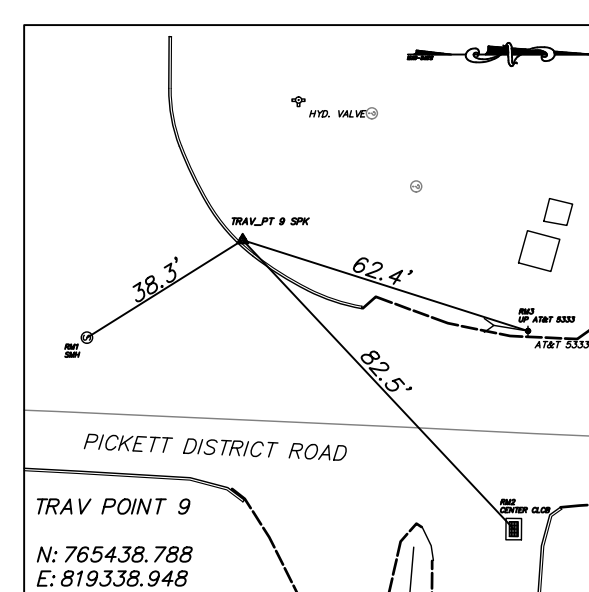 HYD. VALVE
TRAV_PT 9 SPK
62.4'
38.3'
RM3
UP AT&T 5333
AT&T 5333
RM1
SMH
82.5'
PICKETT DISTRICT ROAD
RM2
CENTER CLCB
TRAV POINT 9
N: 765438.788
E: 819338.948